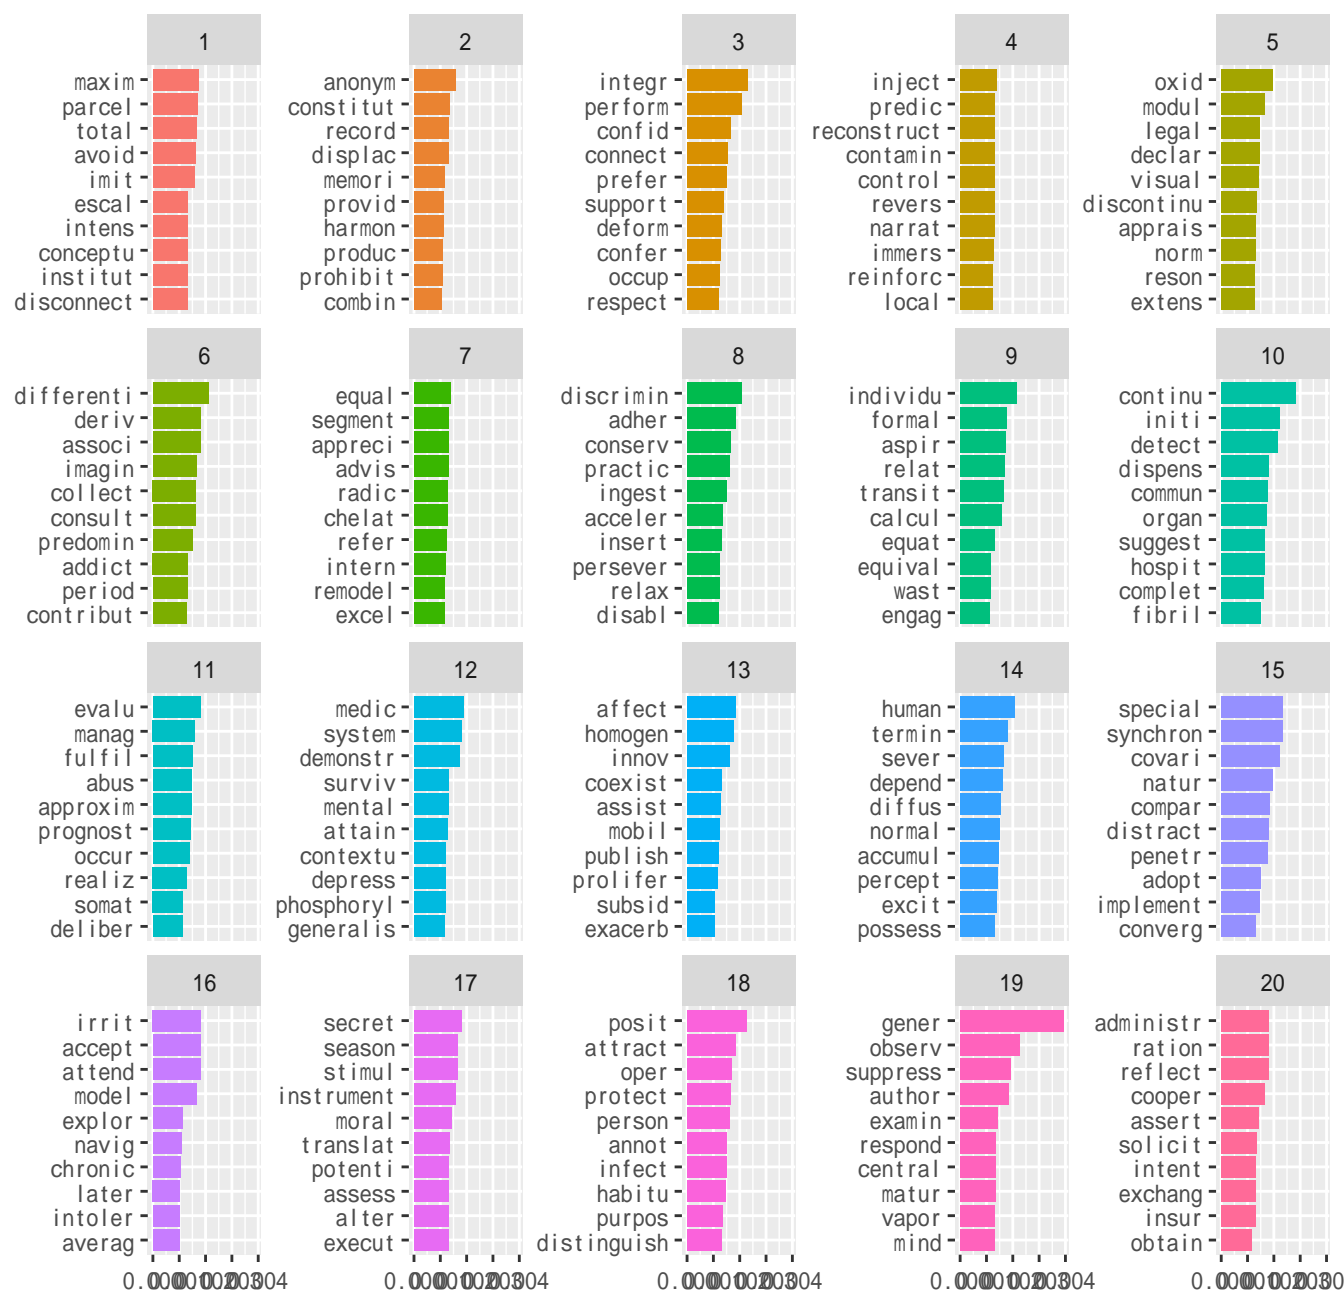 1 2 3 4 5
maxim anonym integr inject oxid
parcel constitut perform predic modul
total record confid reconstruct legal
avoid displac connect contamin declar
imit memori prefer control visual
escal provid support revers discontinu
intens harmon deform narrat apprais
conceptu produc confer immers norm
institut prohibit occup reinforc reson
disconnect combin respect local extens
6 7 8 9 10
differenti equal discrimin individu continu
deriv segment adher formal initi
associ appreci conserv aspir detect
imagin advis practic relat dispens
collect radic ingest transit commun
consult chelat acceler calcul organ
predomin refer insert equat suggest
addict intern persever equival hospit
period remodel relax wast complet
contribut excel disabl engag fibril
11 12 13 14 15
evalu medic affect human special
manag system homogen termin synchron
fulfil demonstr innov sever covari
abus surviv coexist depend natur
approxim mental assist diffus compar
prognost attain mobil normal distract
occur contextu publish accumul penetr
realiz depress prolifer percept adopt
somat phosphoryl subsid excit implement
deliber generalis exacerb possess converg
16 17 18 19 20
irrit secret posit gener administr
accept season attract observ ration
attend stimul oper suppress reflect
model instrument protect author cooper
explor moral person examin assert
navig translat annot respond solicit
chronic potenti infect central intent
later assess habitu matur exchang
intoler alter purpos vapor insur
averag execut distinguish mind obtain